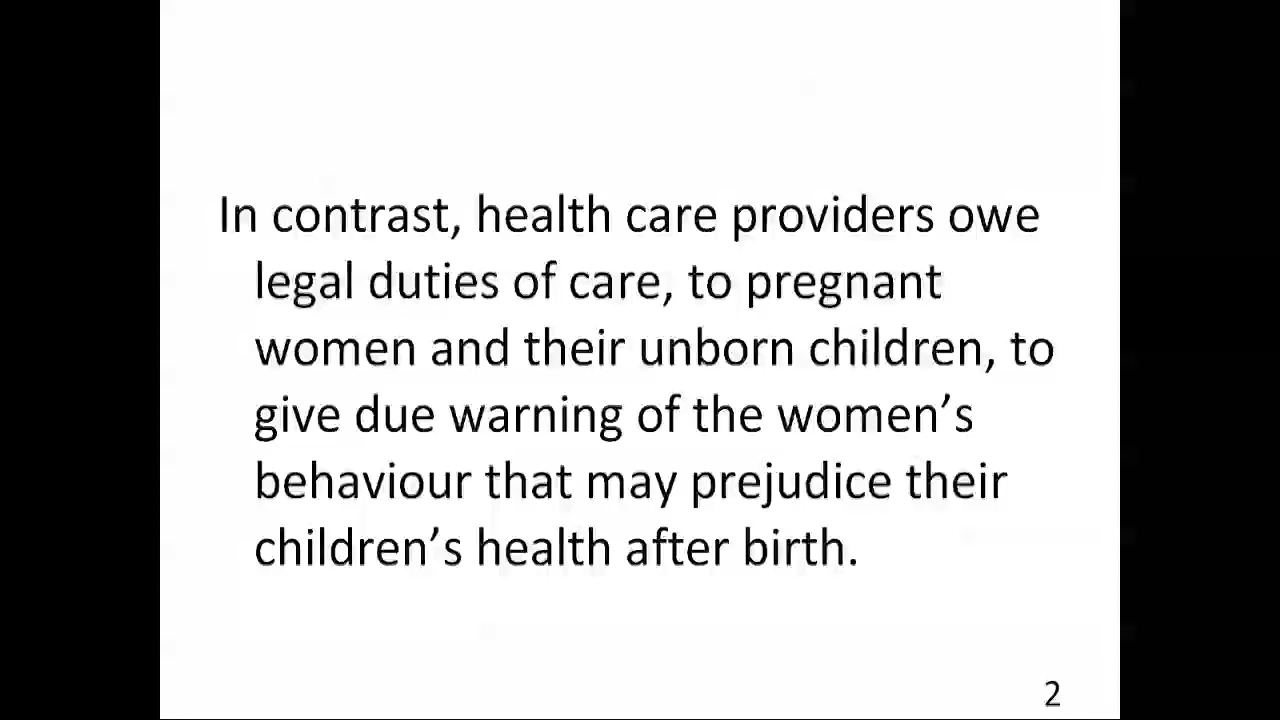 In contrast, health care providers owe
legal duties of care, to pregnant
women and their unborn children, to
give due warning of the women’s
behaviour that may prejudice their
children’s health after birth.
2